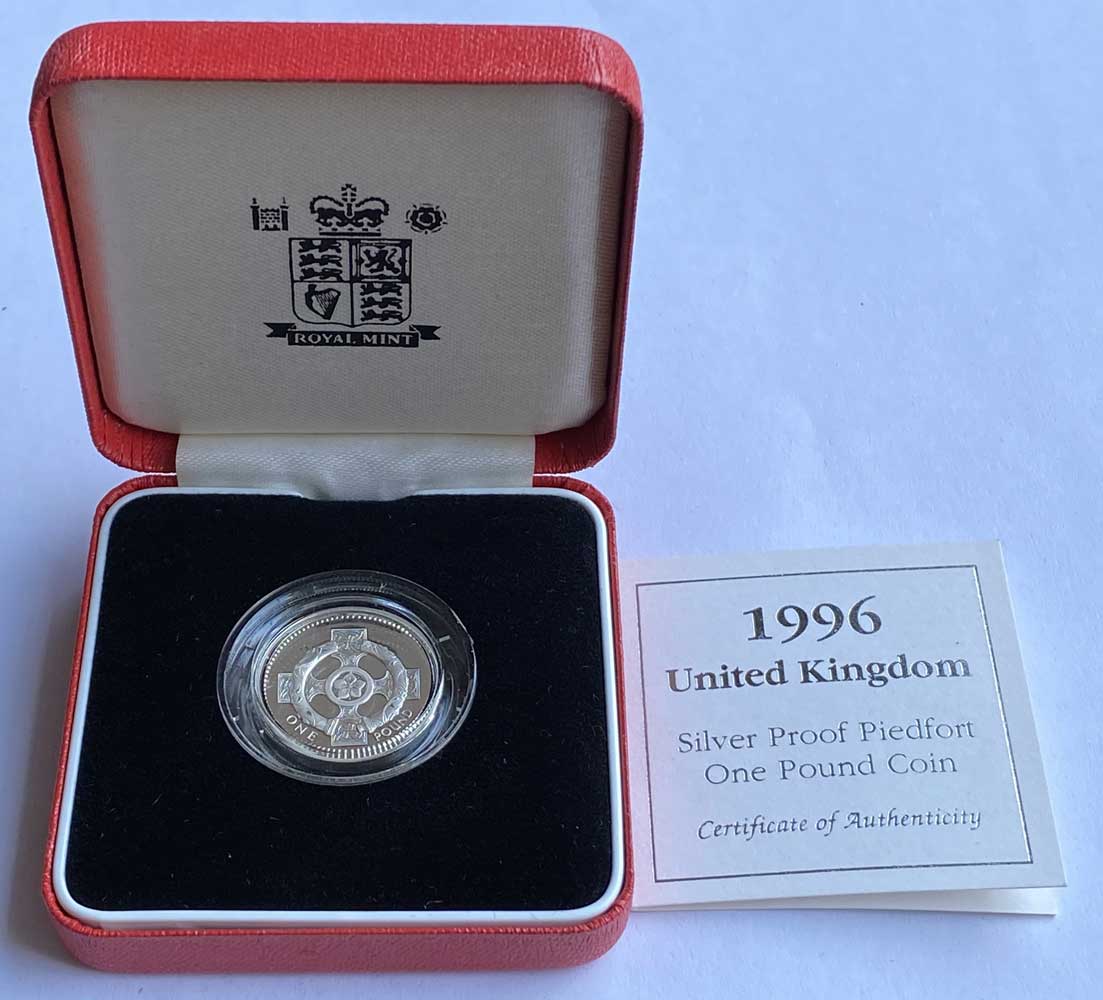 ROYAL MINT
ONE POUND
1996
United Kingdom
Silver Proof Piedfort
One Pound Coin
Certificate of Authenticity